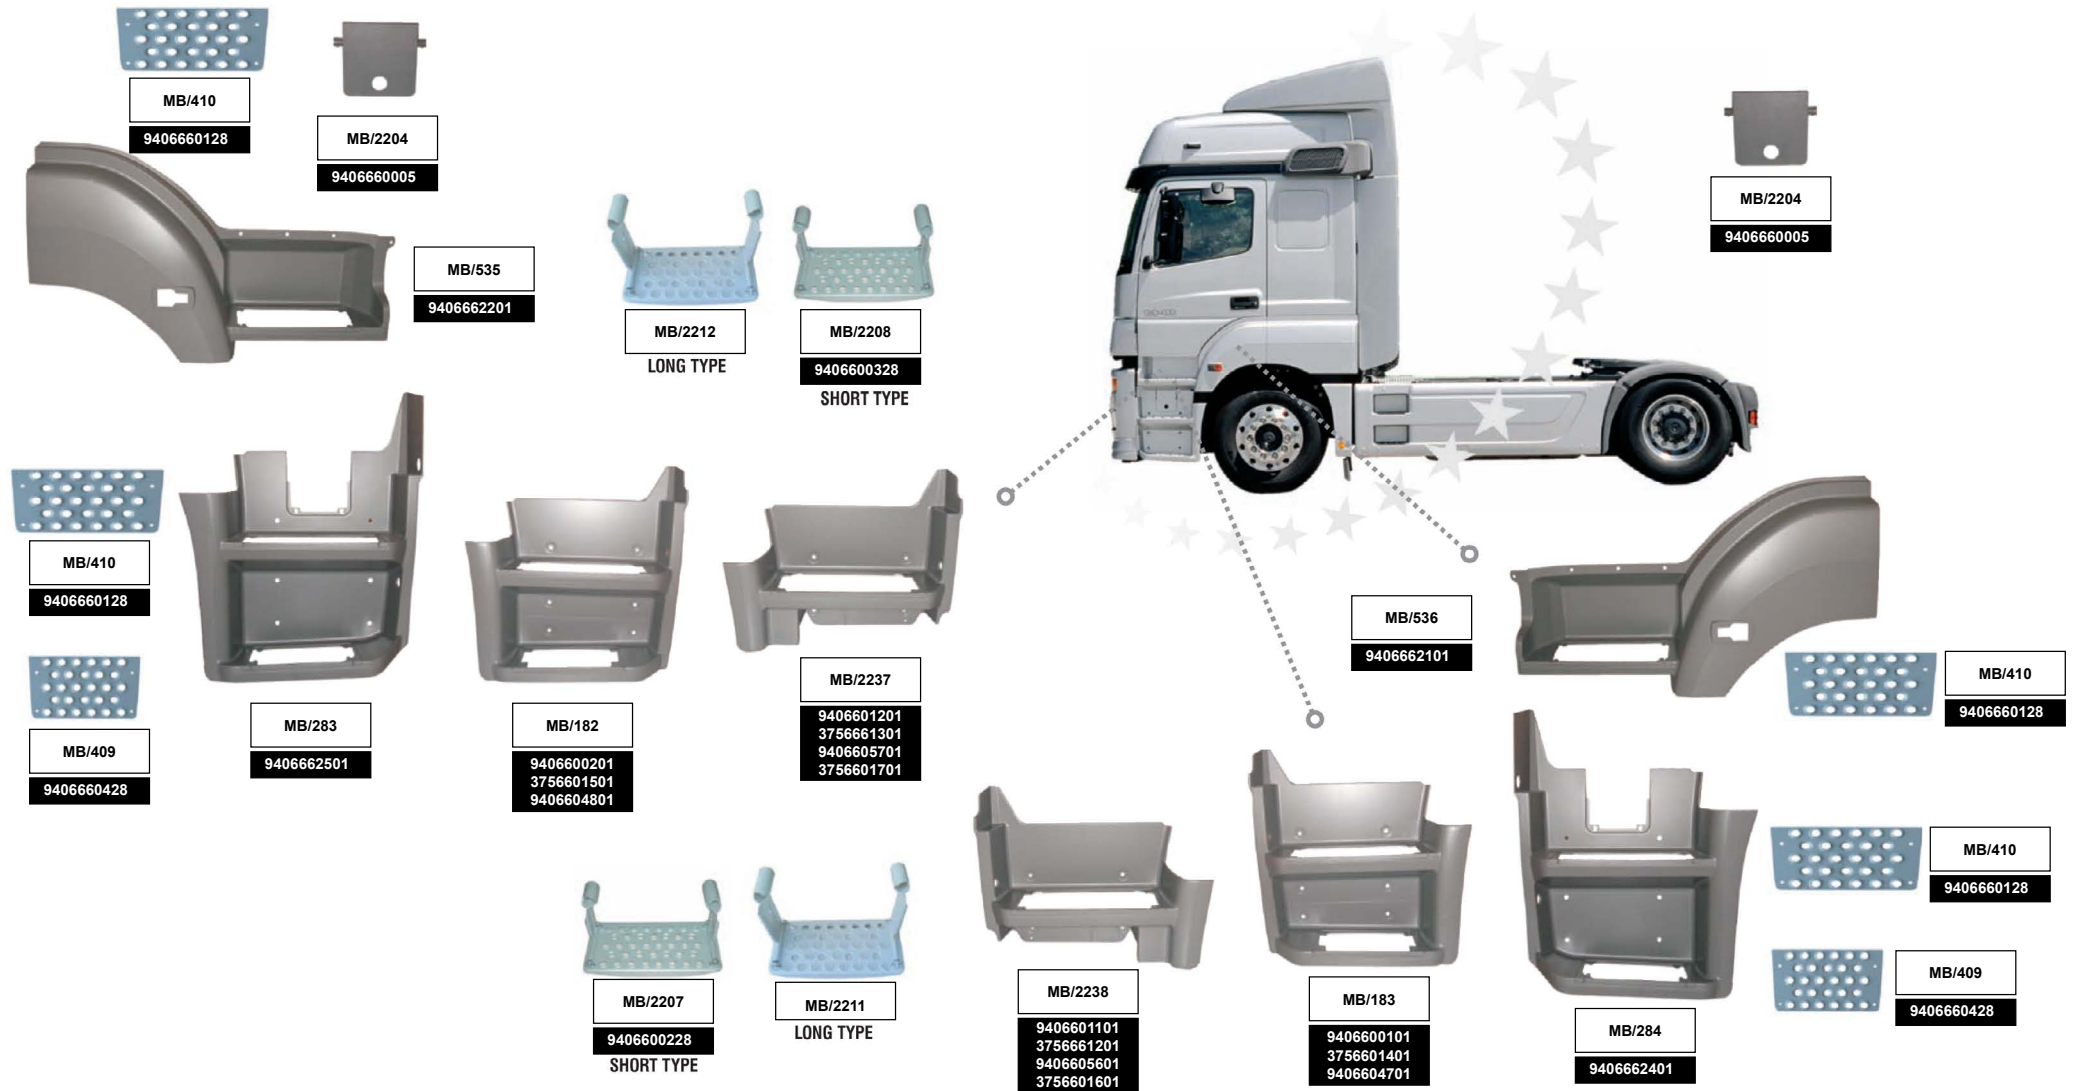 MB/410
9406660128
MB/2204
9406660005
MB/535
9406662201
MB/2212
LONG TYPE
MB/2208
9406600328
SHORT TYPE
MB/2204
9406660005
MB/410
9406660128
MB/409
9406660428
MB/283
9406662501
MB/182
9406600201
3756601501
9406604801
MB/2237
9406601201
3756661301
9406605701
3756601701
MB/536
9406662101
MB/410
9406660128
MB/2207
9406600228
SHORT TYPE
MB/2211
LONG TYPE
MB/2238
9406601101
3756661201
9406605601
3756601601
MB/183
9406600101
3756601401
9406604701
MB/284
9406662401
MB/410
9406660128
MB/409
9406660428